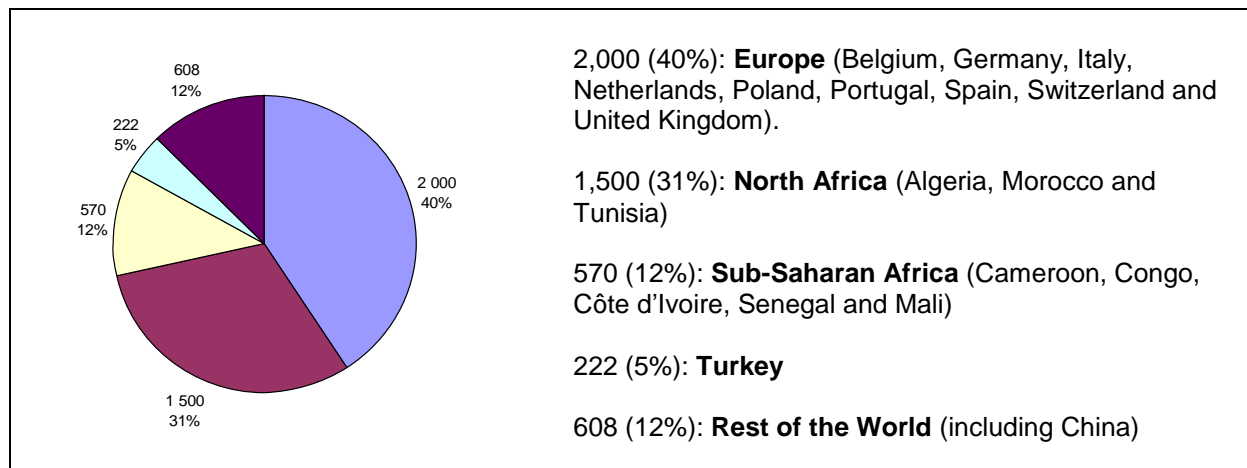 608
12%
222
5%
2 000
40%
570
12%
1 500
31%
2,000 (40%): Europe (Belgium, Germany, Italy,
Netherlands, Poland, Portugal, Spain, Switzerland and
United Kingdom).
1,500 (31%): North Africa (Algeria, Morocco and
Tunisia)
570 (12%): Sub-Saharan Africa (Cameroon, Congo,
Côte d’Ivoire, Senegal and Mali)
222 (5%): Turkey
608 (12%): Rest of the World (including China)